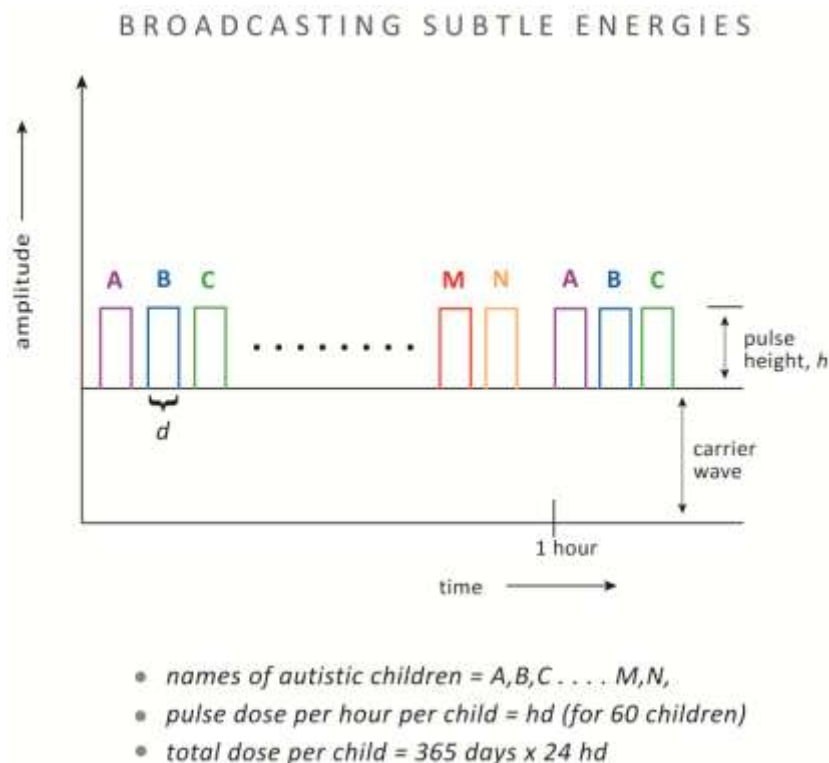 BROADCASTING SUBTLE ENERGIES
amplitude
A B C M N A B C
pulse
height, h
d
carrier
wave
1 hour
time
names of autistic children = A,B,C . . . . M,N,
pulse dose per hour per child = hd (for 60 children)
total dose per child = 365 days x 24 hd